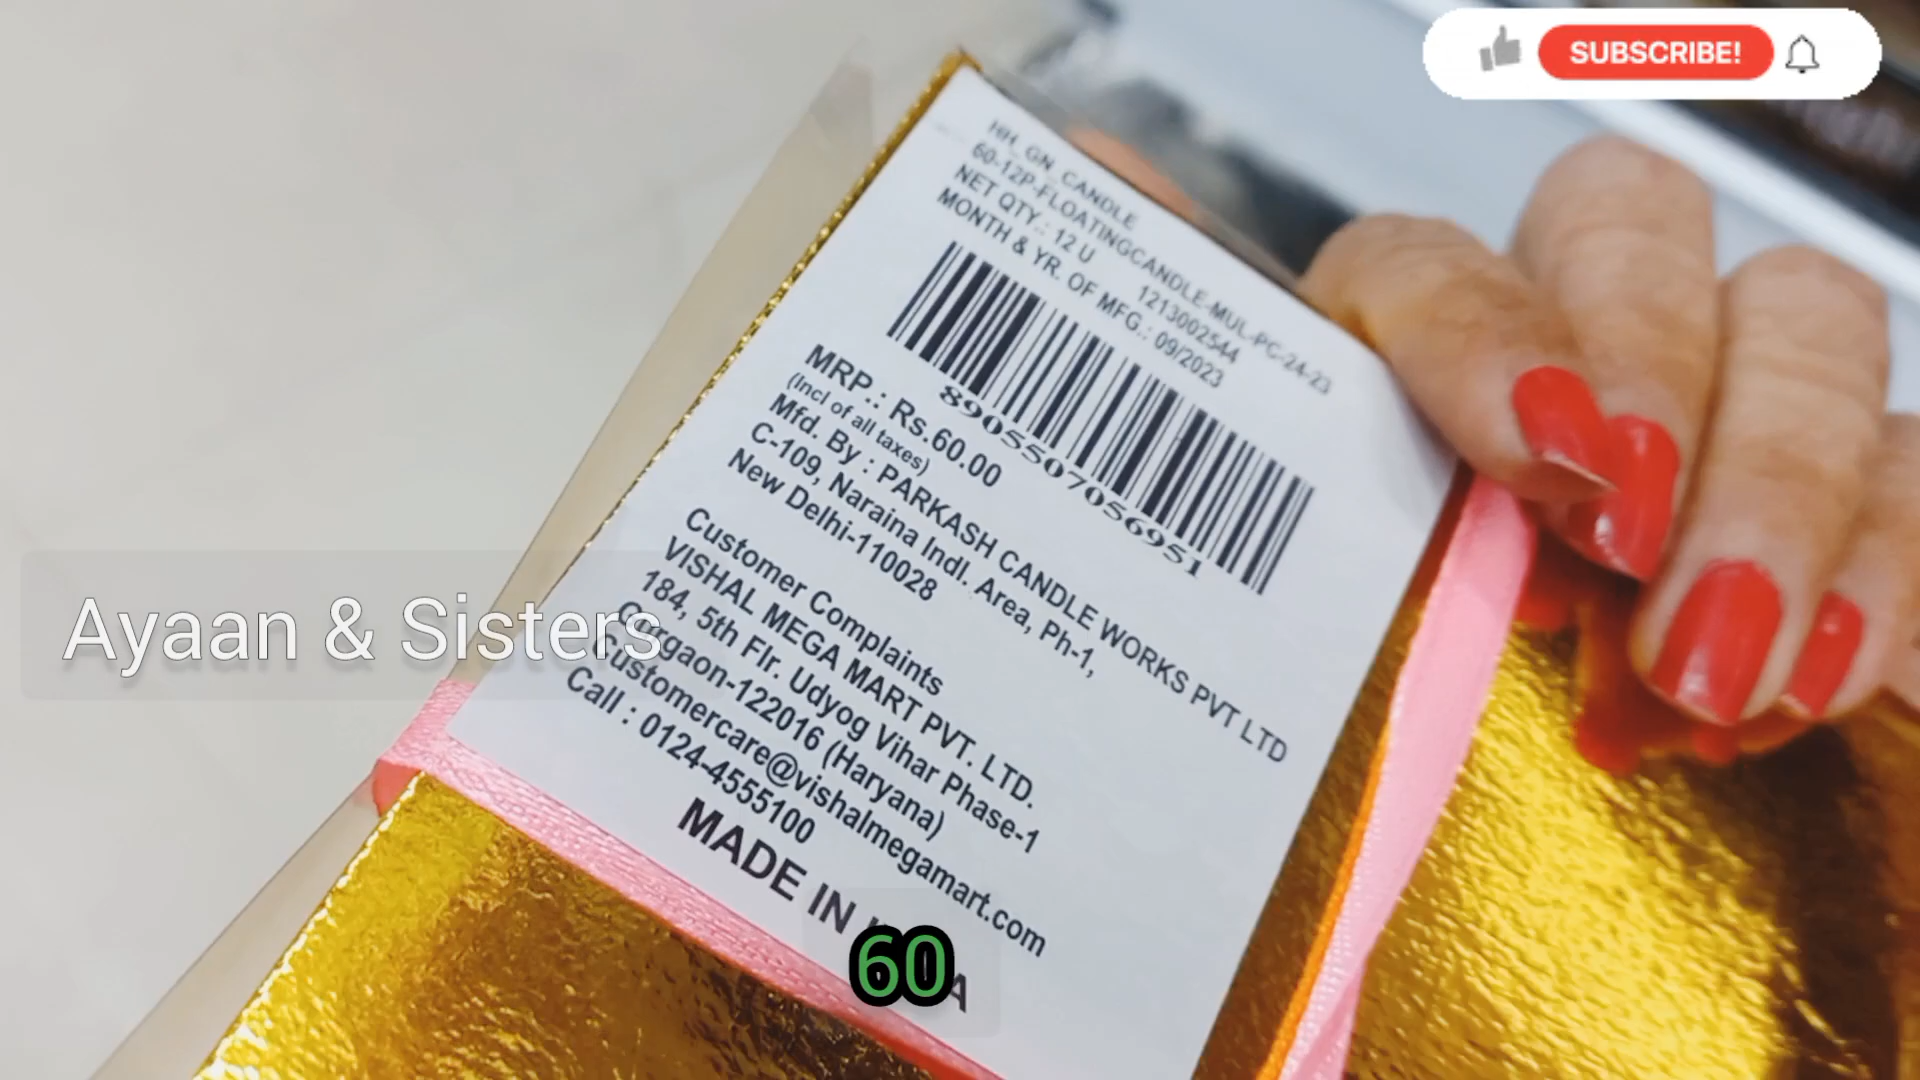 SUBSCRIBE!
HH_GN_CANDLE
60-12P-FLOATINGCANDLE-MUL-PC-24-23
NET QTY.: 12 U 1213002544
MONTH & YR. OF MFG.: 09/2023
8905507056951
MRP.: Rs.60.00
(Incl of all taxes)
Mfd. By : PARKASH CANDLE WORKS PVT LTD
C-109, Naraina Indl. Area, Ph-1,
New Delhi-110028
Customer Complaints
VISHAL MEGA MART PVT. LTD.
184, 5th Flr. Udyog Vihar Phase-1
Gurgaon-122016 (Haryana)
Customercare@vishalmegamart.com
Call : 0124-4555100
MADE IN
Ayaan & Sisters
60